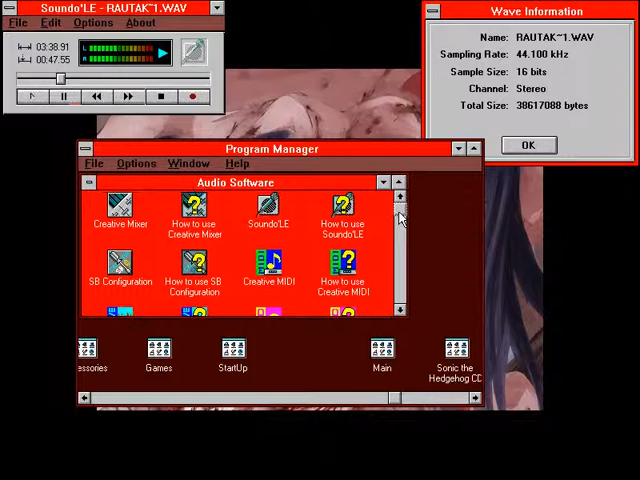 Soundo'LE - RAUTAK~1.WAV
File Edit Options About
03:38.91
00:47.55
L
R
Wave Information
Name: RAUTAK~1.WAV
Sampling Rate: 44.100 kHz
Sample Size: 16 bits
Channel: Stereo
Total Size: 38617088 bytes
OK
Program Manager
File Options Window Help
Audio Software
Creative Mixer
How to use
Creative Mixer
Soundo'LE
How to use
Soundo'LE
SB Configuration
How to use SB
Configuration
Creative MIDI
How to use
Creative MIDI
essories
Games
StartUp
Main
Sonic the
Hedgehog CD